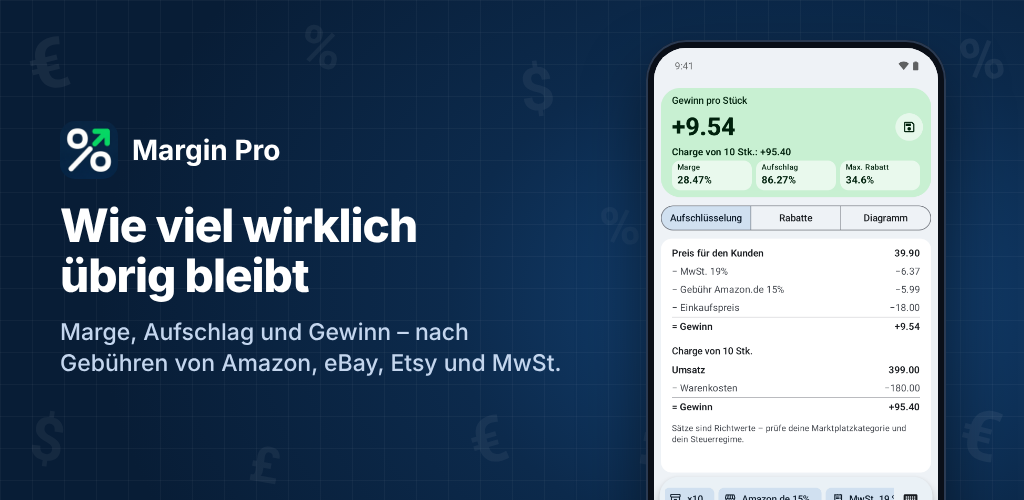 Margin Pro
Wie viel wirklich
übrig bleibt
Marge, Aufschlag und Gewinn – nach
Gebühren von Amazon, eBay, Etsy und MwSt.
9:41
Gewinn pro Stück
+9.54
Charge von 10 Stk.: +95.40
Marge Aufschlag Max. Rabatt
28.47% 86.27% 34.6%
Aufschlüsselung Rabatte Diagramm
Preis für den Kunden 39.90
− MwSt. 19% −6.37
− Gebühr Amazon.de 15% −5.99
− Einkaufspreis −18.00
= Gewinn +9.54
Charge von 10 Stk.
Umsatz 399.00
− Warenkosten −180.00
= Gewinn +95.40
Sätze sind Richtwerte – prüfe deine Marktplatzkategorie und
dein Steuerregime.
×10 Amazon.de 15% MwSt. 19